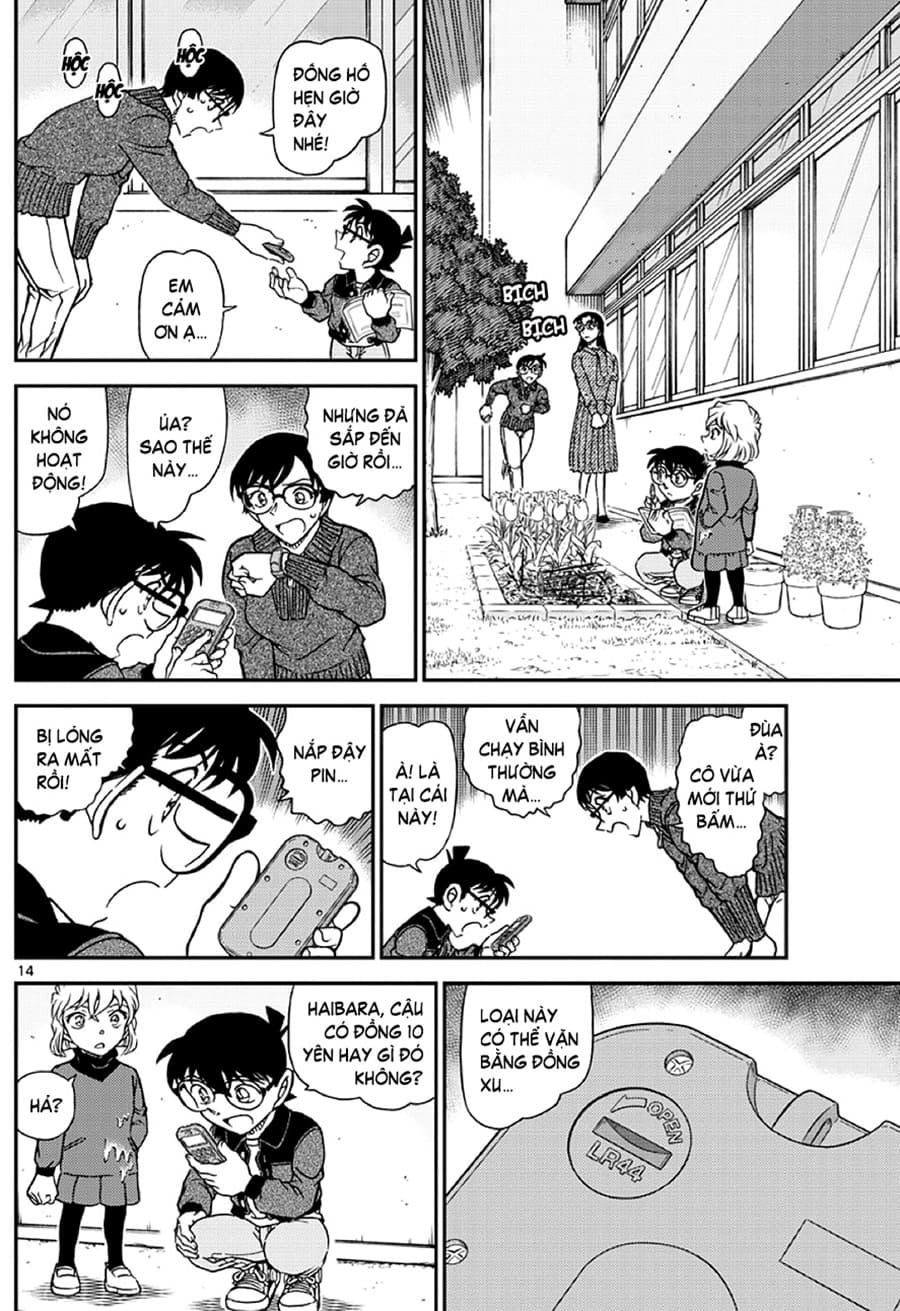 BỊCH
BỊCH
HỘC
HỘC
HỘC
ĐỒNG HỒ
HẸN GIỜ
ĐÂY
NHÉ!
EM
CẢM
ƠN Ạ...
NHƯNG ĐÃ
SẮP ĐẾN
GIỜ RỒI...
ỦA?
SAO THẾ
NÀY...
NÓ
KHÔNG
HOẠT
ĐỘNG!
ĐÙA
À?
CÔ VỪA
MỚI THỬ
BẤM...
VẪN
CHẠY BÌNH
THƯỜNG
MÀ...
À! LÀ
TẠI CÁI
NÀY!
NẮP ĐẬY
PIN...
BỊ LỎNG
RA MẤT
RỒI!
14
LOẠI NÀY
CÓ THỂ VẶN
BẰNG ĐỒNG
XU...
OPEN
LR44
HAIBARA, CẬU
CÓ ĐỒNG 10
YÊN HAY GÌ ĐÓ
KHÔNG?
HẢ?